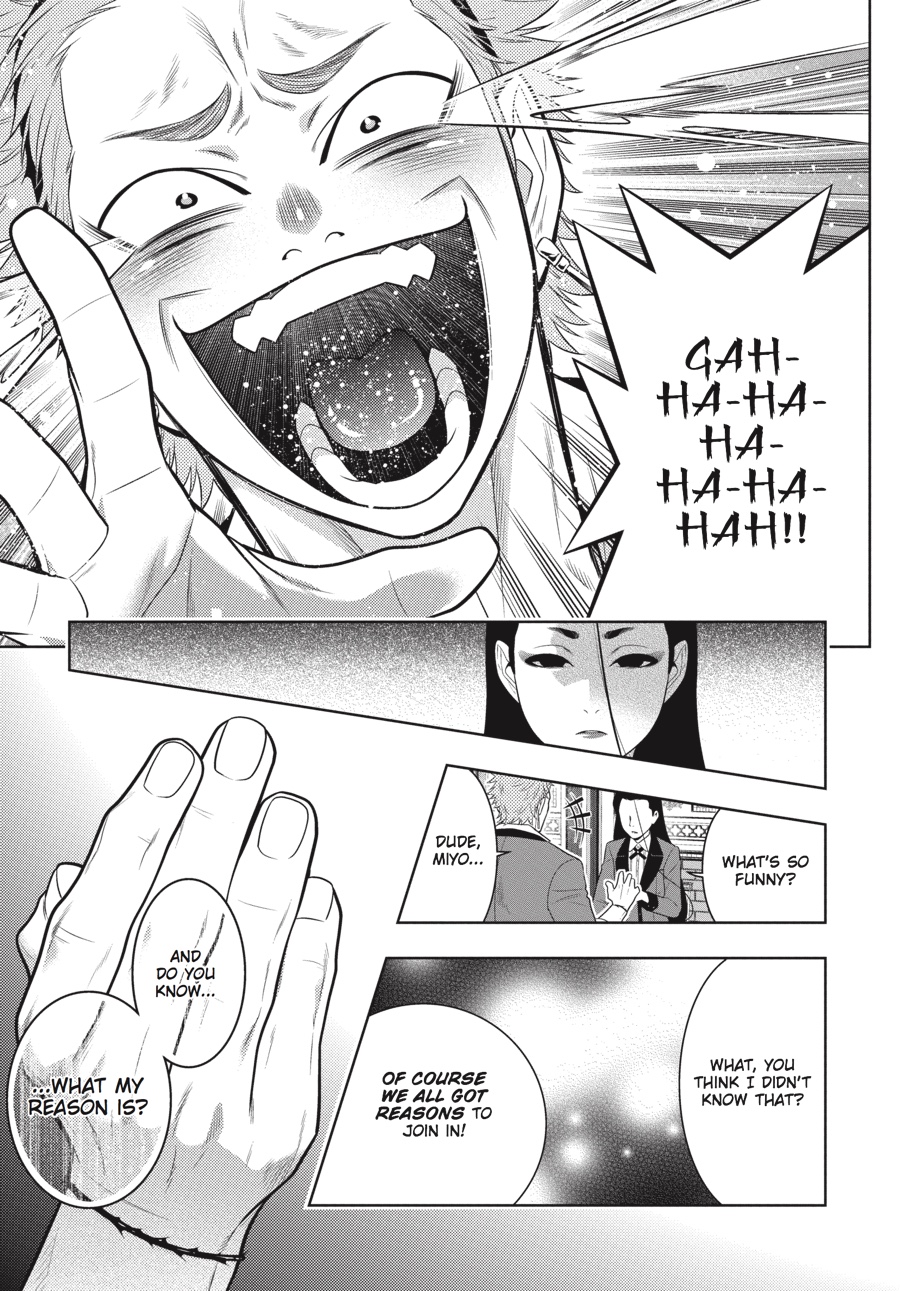 GAH-
HA-HA-
HA-
HA-HA-
HAH!!
WHAT'S SO
FUNNY?
DUDE,
MIYO...
WHAT, YOU
THINK I DIDN'T
KNOW THAT?
OF COURSE
WE ALL GOT
REASONS TO
JOIN IN!
AND
DO YOU
KNOW...
...WHAT MY
REASON IS?